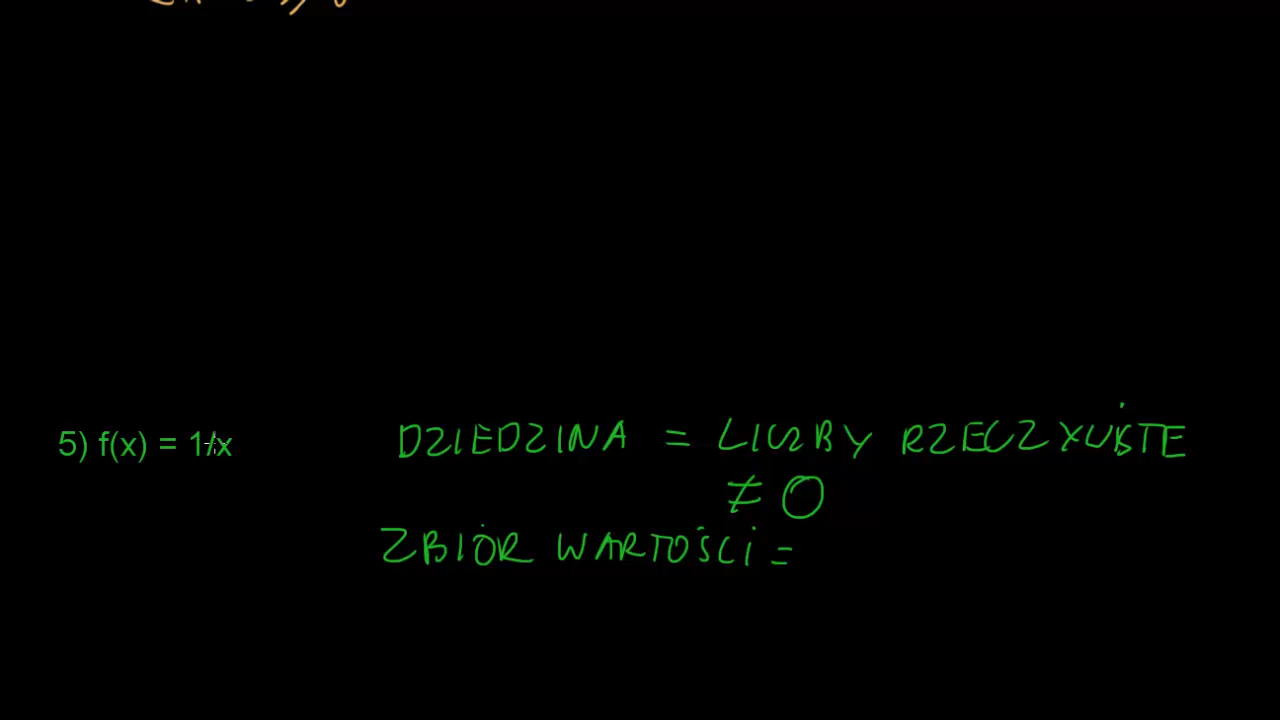 5) f(x) = 1/x DZIEDZINA = LICZBY RZECZYWISTE
≠ 0
ZBIÓR WARTOŚCI =